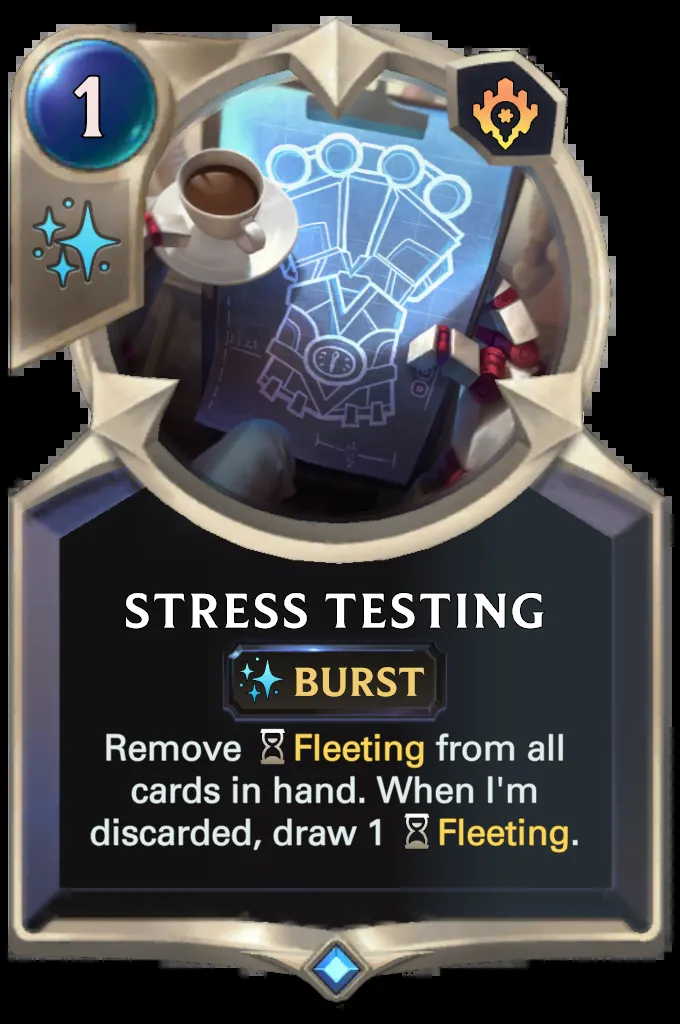 1
STRESS TESTING
BURST
Remove Fleeting from all
cards in hand. When I'm
discarded, draw 1 Fleeting.